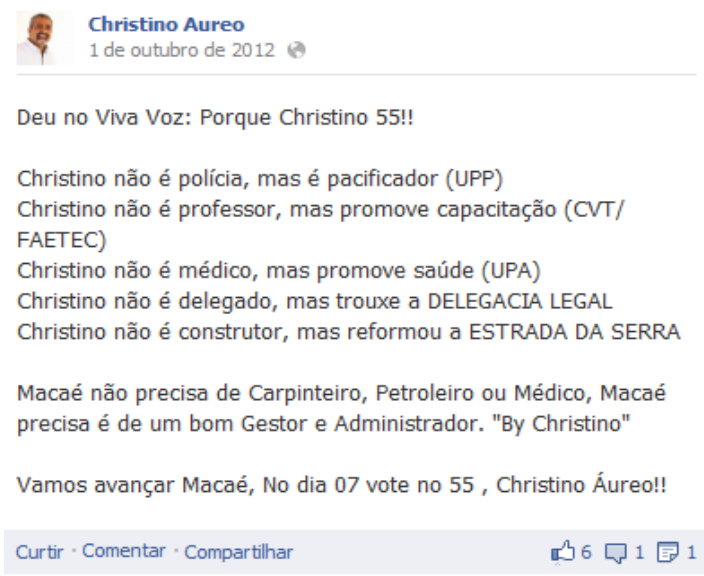 Christino Aureo
1 de outubro de 2012
Deu no Viva Voz: Porque Christino 55!!
Christino não é polícia, mas é pacificador (UPP)
Christino não é professor, mas promove capacitação (CVT/
FAETEC)
Christino não é médico, mas promove saúde (UPA)
Christino não é delegado, mas trouxe a DELEGACIA LEGAL
Christino não é construtor, mas reformou a ESTRADA DA SERRA
Macaé não precisa de Carpinteiro, Petroleiro ou Médico, Macaé
precisa é de um bom Gestor e Administrador. "By Christino"
Vamos avançar Macaé, No dia 07 vote no 55 , Christino Áureo!!
Curtir · Comentar · Compartilhar 6 1 1